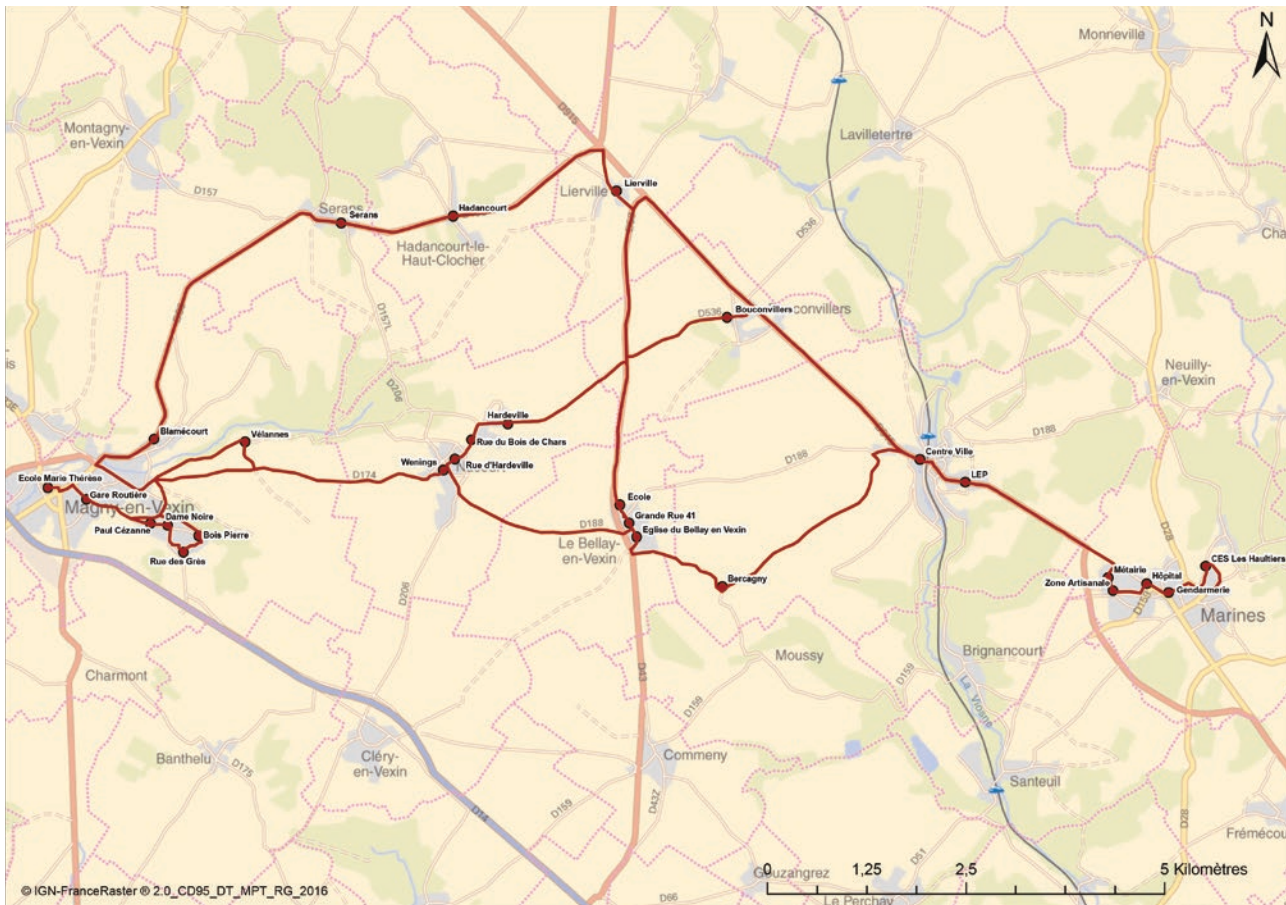 N
Monneville
Montagny-
en-Vexin
D915
Lavilletertre
D157
Lierville
Lierville
Serans
Serans
Hadancourt
Hadancourt-le-
Haut-Clocher
D536
D157L
D536
Bouconvillers
convillers
Neuilly-
en-Vexin
D206
Blamécourt
Vélannes
Hardeville
Rue du Bois de Chars
Rue d'Hardeville
Wenings
D174
D188
D188
Centre Ville
LEP
Ecole Marie Thérèse
Gare Routière
Magny-en-Vexin
Paul Cézanne
Dame Noire
Bois Pierre
Rue des Grès
Ecole
Grande Rue 41
Eglise du Bellay en Vexin
D188
Le Bellay-
en-Vexin
Bercagny
D28
CES Les Haultiers
Métairie
Hôpital
Zone Artisanale
Gendarmerie
Marines
D206
Moussy
Brignancourt
D159
La Viosne
Charmont
D43
D159
Banthelu
D175
Cléry-
en-Vexin
Commeny
D14
D159
D43Z
Santeuil
D28
Frémécou
Gouzangrez
D51
D66
Le Perchay
0 1,25 2,5 5 Kilomètres
© IGN-FranceRaster ® 2.0_CD95_DT_MPT_RG_2016